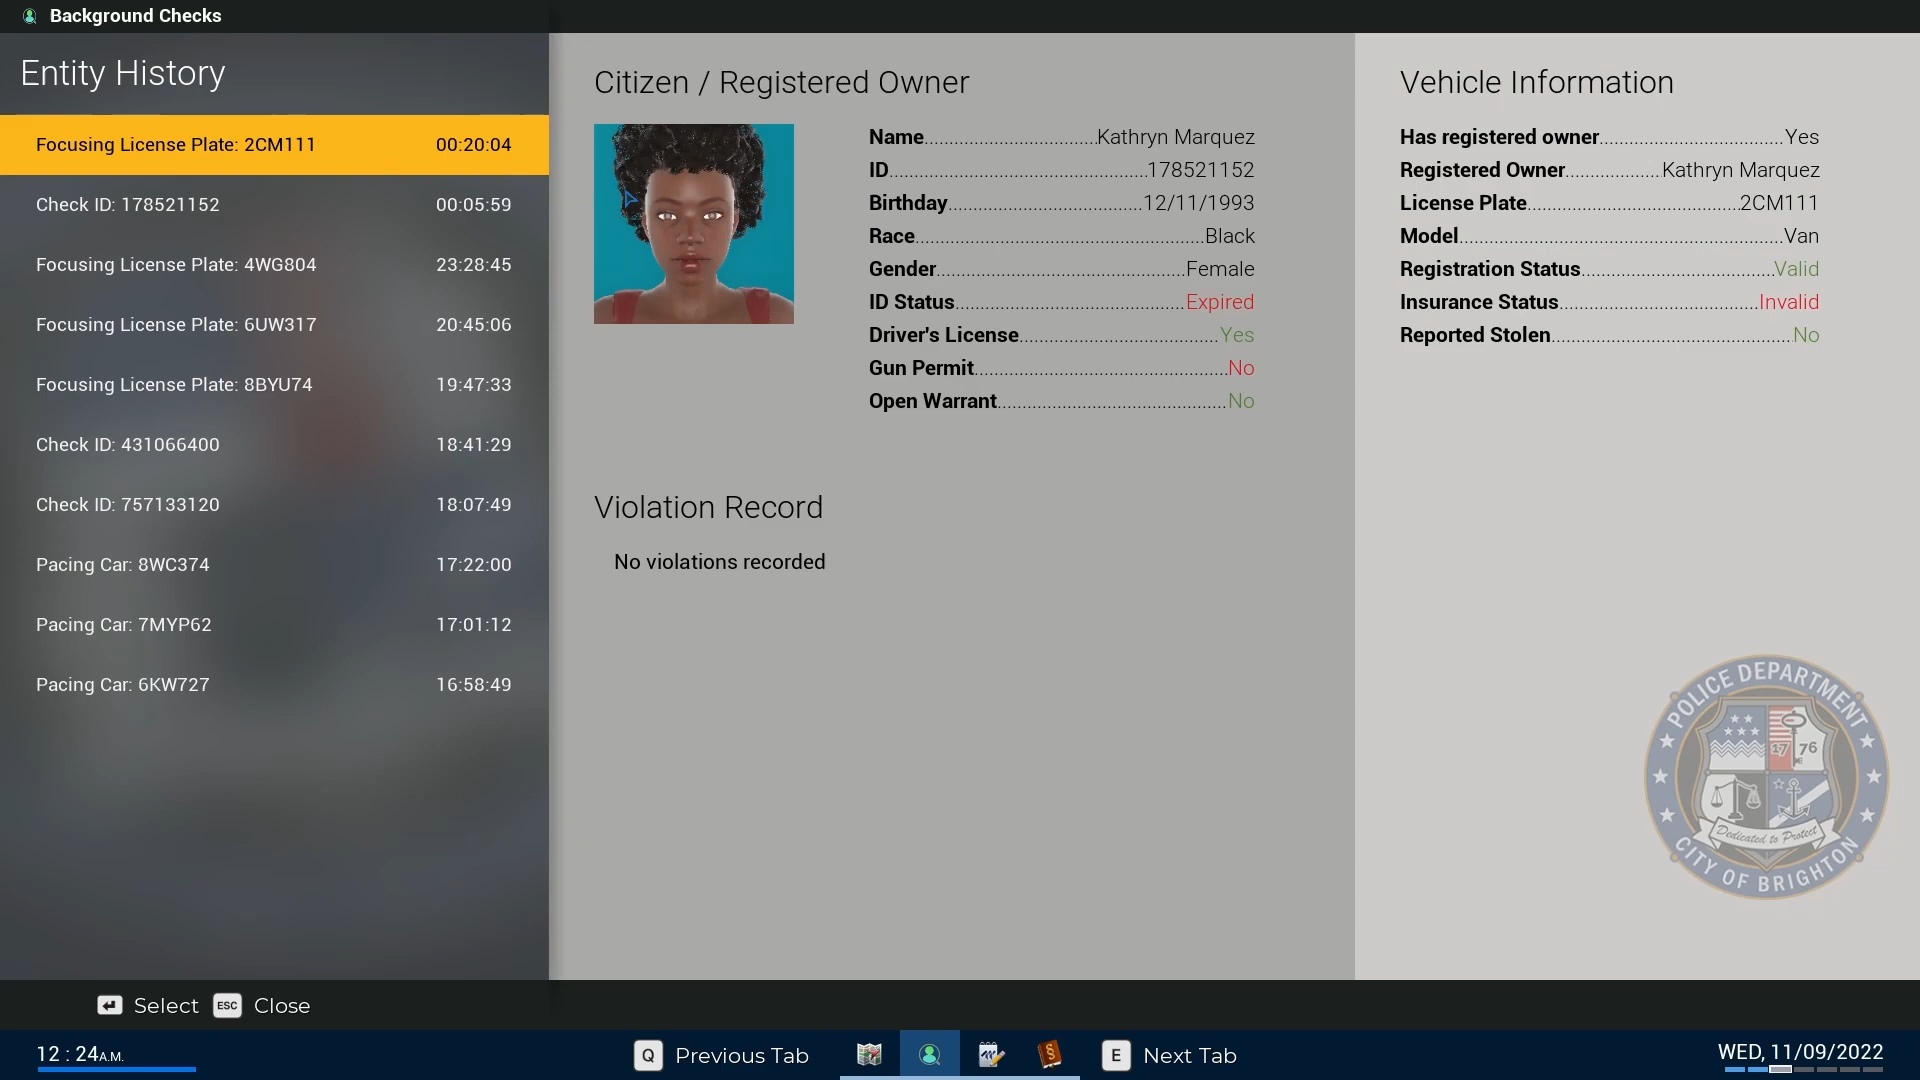 Background Checks
Entity History
Focusing License Plate: 2CM111 00:20:04
Check ID: 178521152 00:05:59
Focusing License Plate: 4WG804 23:28:45
Focusing License Plate: 6UW317 20:45:06
Focusing License Plate: 8BYU74 19:47:33
Check ID: 431066400 18:41:29
Check ID: 757133120 18:07:49
Pacing Car: 8WC374 17:22:00
Pacing Car: 7MYP62 17:01:12
Pacing Car: 6KW727 16:58:49
Citizen / Registered Owner
Name Kathryn Marquez
ID 178521152
Birthday 12/11/1993
Race Black
Gender Female
ID Status Expired
Driver's License Yes
Gun Permit No
Open Warrant No
Violation Record
No violations recorded
Vehicle Information
Has registered owner Yes
Registered Owner Kathryn Marquez
License Plate 2CM111
Model Van
Registration Status Valid
Insurance Status Invalid
Reported Stolen No
POLICE DEPARTMENT
17 76
Dedicated to Protect
CITY OF BRIGHTON
Select ESC Close
12 : 24 A.M.
Q Previous Tab
§
E Next Tab
WED, 11/09/2022